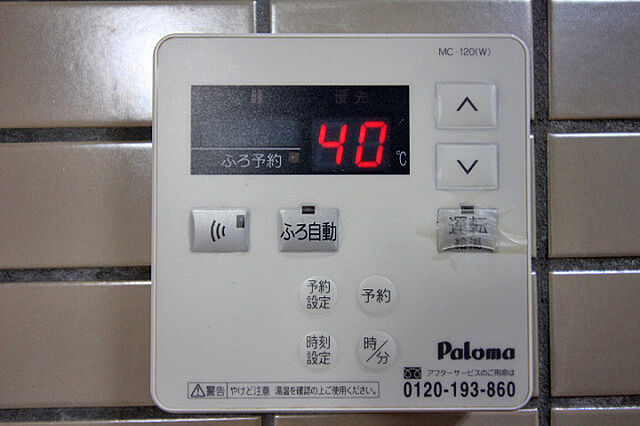 MC-120(W)
優先
40 ℃
ふろ予約
ふろ自動
運転
給湯
予約
設定
予約
時刻
設定
時/分
Paloma
アフターサービスのご用命は
0120-193-860
警告 やけど注意 湯温を確認の上ご使用ください。